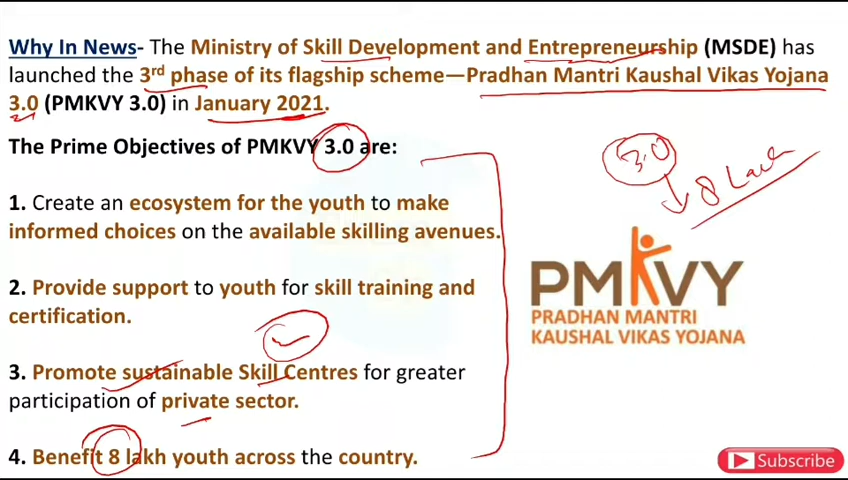 Why In News- The Ministry of Skill Development and Entrepreneurship (MSDE) has
launched the 3rd phase of its flagship scheme—Pradhan Mantri Kaushal Vikas Yojana
3.0 (PMKVY 3.0) in January 2021.
The Prime Objectives of PMKVY 3.0 are:
3.0
8 Lakh
1. Create an ecosystem for the youth to make
informed choices on the available skilling avenues.
2. Provide support to youth for skill training and
certification.
PMKVY
PRADHAN MANTRI
KAUSHAL VIKAS YOJANA
3. Promote sustainable Skill Centres for greater
participation of private sector.
4. Benefit 8 lakh youth across the country.
Subscribe